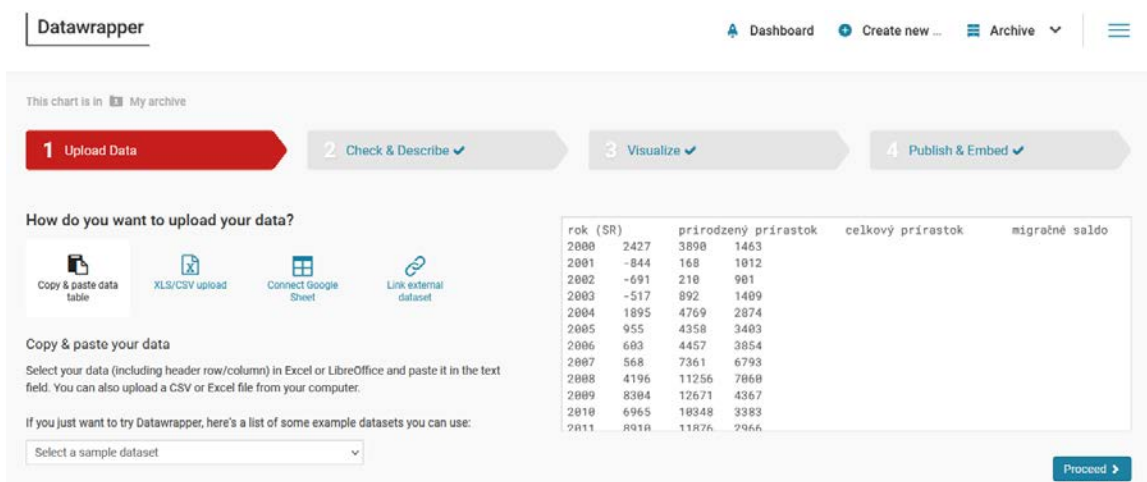 Datawrapper
Dashboard Create new ... Archive
This chart is in My archive
1 Upload Data
2 Check & Describe
3 Visualize
4 Publish & Embed
How do you want to upload your data?
Copy & paste data table
XLS/CSV upload
Connect Google Sheet
Link external dataset
Copy & paste your data
Select your data (including header row/column) in Excel or LibreOffice and paste it in the text
field. You can also upload a CSV or Excel file from your computer.
If you just want to try Datawrapper, here's a list of some example datasets you can use:
Select a sample dataset
rok (SR) prirodzený prírastok celkový prírastok migračné saldo
2000 2427 3890 1463
2001 -844 168 1012
2002 -691 210 901
2003 -517 892 1409
2004 1895 4769 2874
2005 955 4358 3403
2006 603 4457 3854
2007 568 7361 6793
2008 4196 11256 7060
2009 8304 12671 4367
2010 6965 10348 3383
2011 8910 11876 2966
Proceed